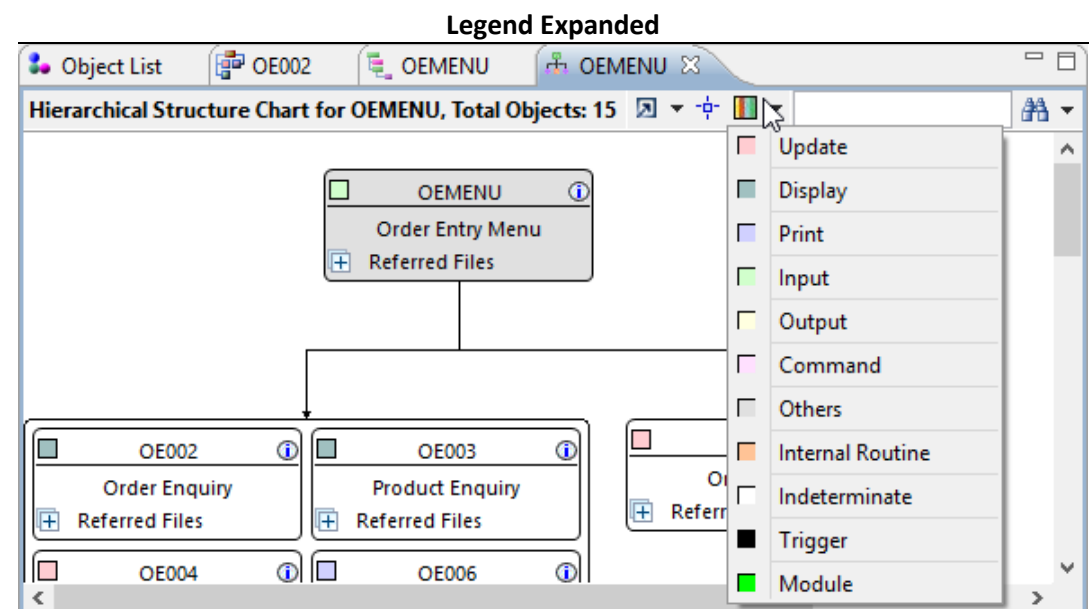 Legend Expanded
Object List OE002 OEMENU OEMENU
Hierarchical Structure Chart for OEMENU, Total Objects: 15
Update
Display
Print
Input
Output
Command
Others
Internal Routine
Indeterminate
Trigger
Module
OEMENU
Order Entry Menu
Referred Files
OE002
Order Enquiry
Referred Files
OE003
Product Enquiry
Referred Files
OE004
OE006